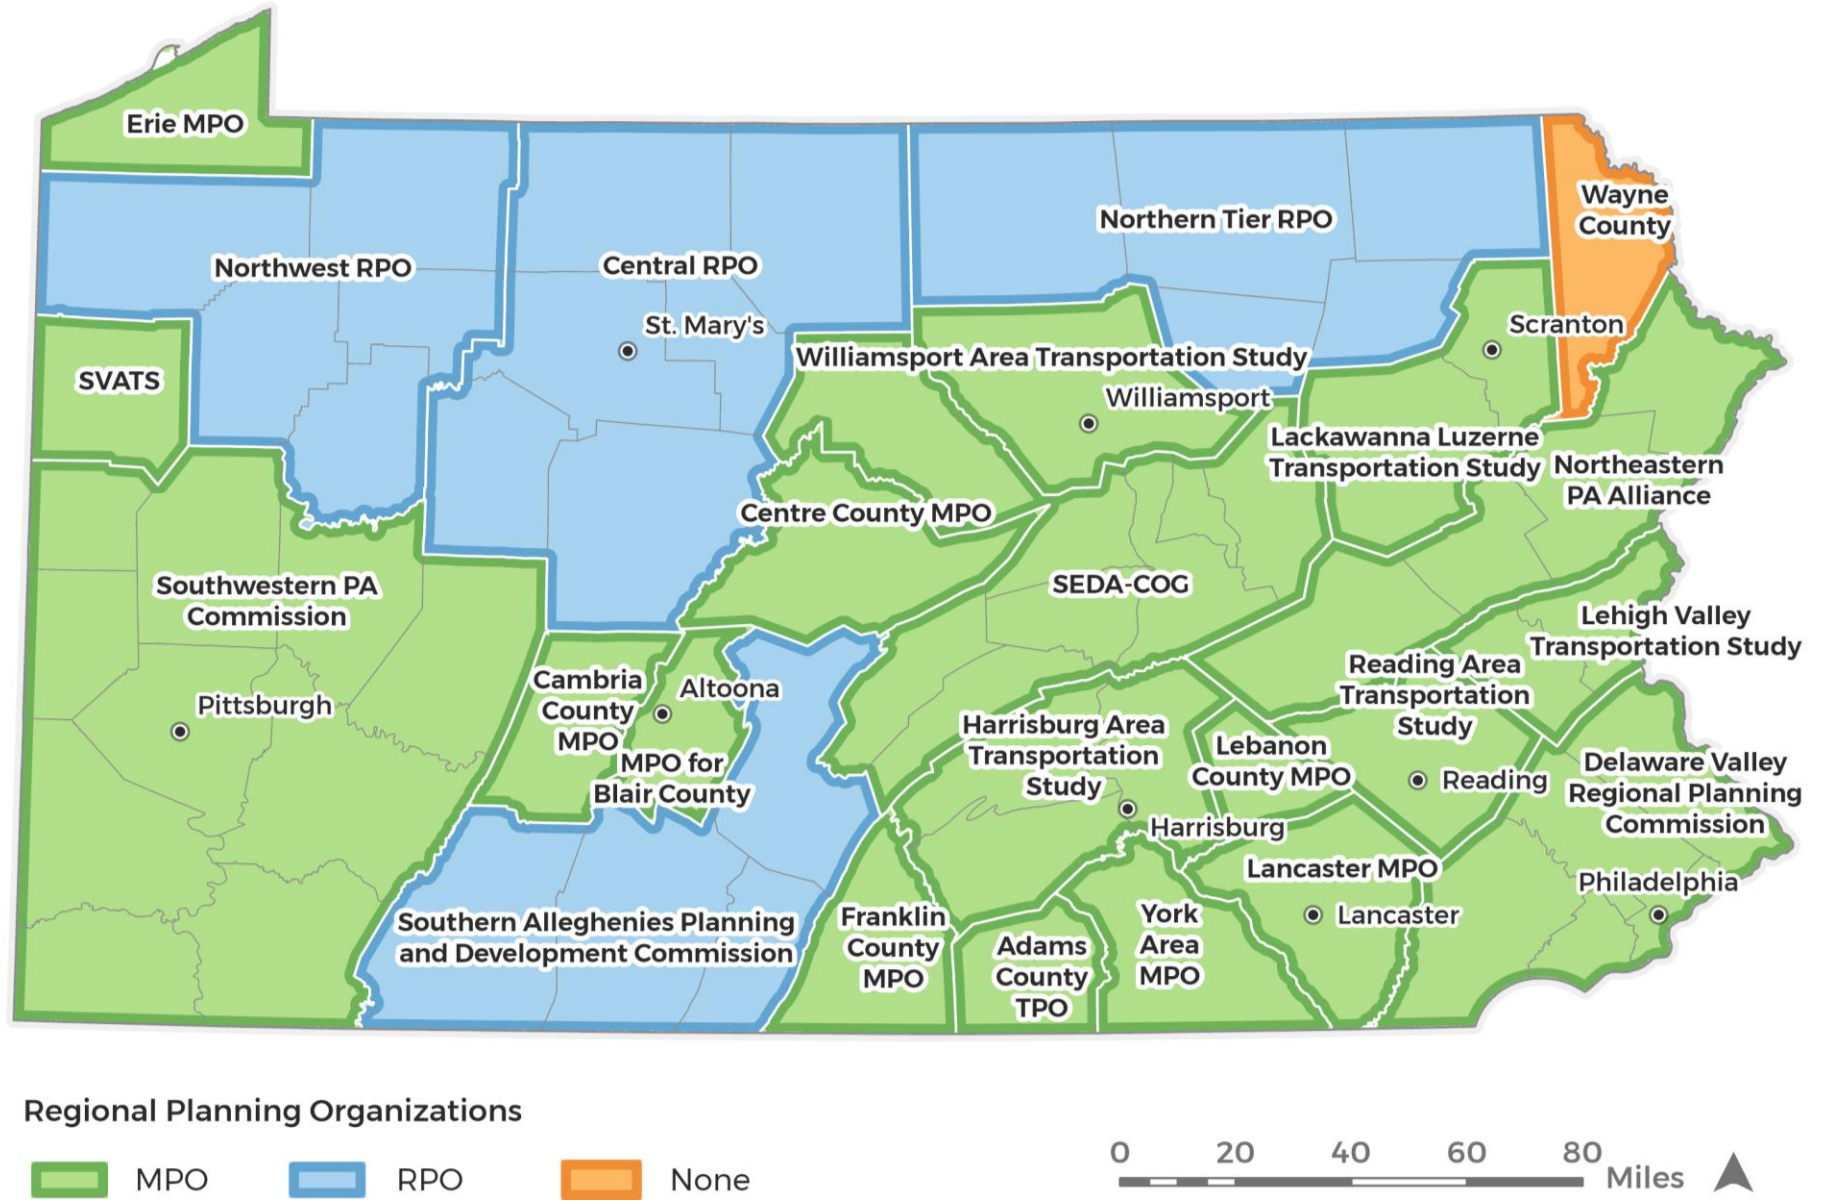 Erie MPO
Wayne
County
Northern Tier RPO
Northwest RPO
Central RPO
St. Mary's
Scranton
SVATS
Williamsport Area Transportation Study
Williamsport
Lackawanna Luzerne
Transportation Study
Northeastern
PA Alliance
Centre County MPO
Southwestern PA
Commission
SEDA-COG
Lehigh Valley
Transportation Study
Cambria
County
MPO
Altoona
Pittsburgh
Reading Area
Transportation
Study
Harrisburg Area
Transportation
Study
Lebanon
County MPO
MPO for
Blair County
Reading
Delaware Valley
Regional Planning
Commission
Harrisburg
Lancaster MPO
Philadelphia
Southern Alleghenies Planning
and Development Commission
Franklin
County
MPO
York
Area
MPO
Lancaster
Adams
County
TPO
Regional Planning Organizations
MPO
RPO
None
0 20 40 60 80
Miles